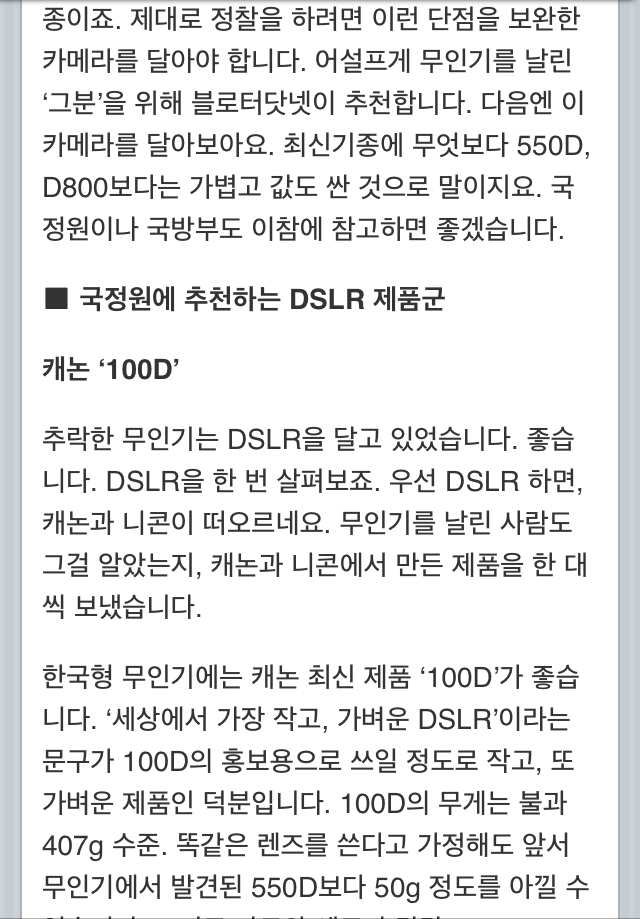 종이죠. 제대로 정찰을 하려면 이런 단점을 보완한
카메라를 달아야 합니다. 어설프게 무인기를 날린
‘그분’을 위해 블로터닷넷이 추천합니다. 다음엔 이
카메라를 달아보아요. 최신기종에 무엇보다 550D,
D800보다는 가볍고 값도 싼 것으로 말이지요. 국
정원이나 국방부도 이참에 참고하면 좋겠습니다.
■ 국정원에 추천하는 DSLR 제품군
캐논 ‘100D’
추락한 무인기는 DSLR을 달고 있었습니다. 좋습
니다. DSLR을 한 번 살펴보죠. 우선 DSLR 하면,
캐논과 니콘이 떠오르네요. 무인기를 날린 사람도
그걸 알았는지, 캐논과 니콘에서 만든 제품을 한 대
씩 보냈습니다.
한국형 무인기에는 캐논 최신 제품 ‘100D’가 좋습
니다. ‘세상에서 가장 작고, 가벼운 DSLR’이라는
문구가 100D의 홍보용으로 쓰일 정도로 작고, 또
가벼운 제품인 덕분입니다. 100D의 무게는 불과
407g 수준. 똑같은 렌즈를 쓴다고 가정해도 앞서
무인기에서 발견된 550D보다 50g 정도를 아낄 수